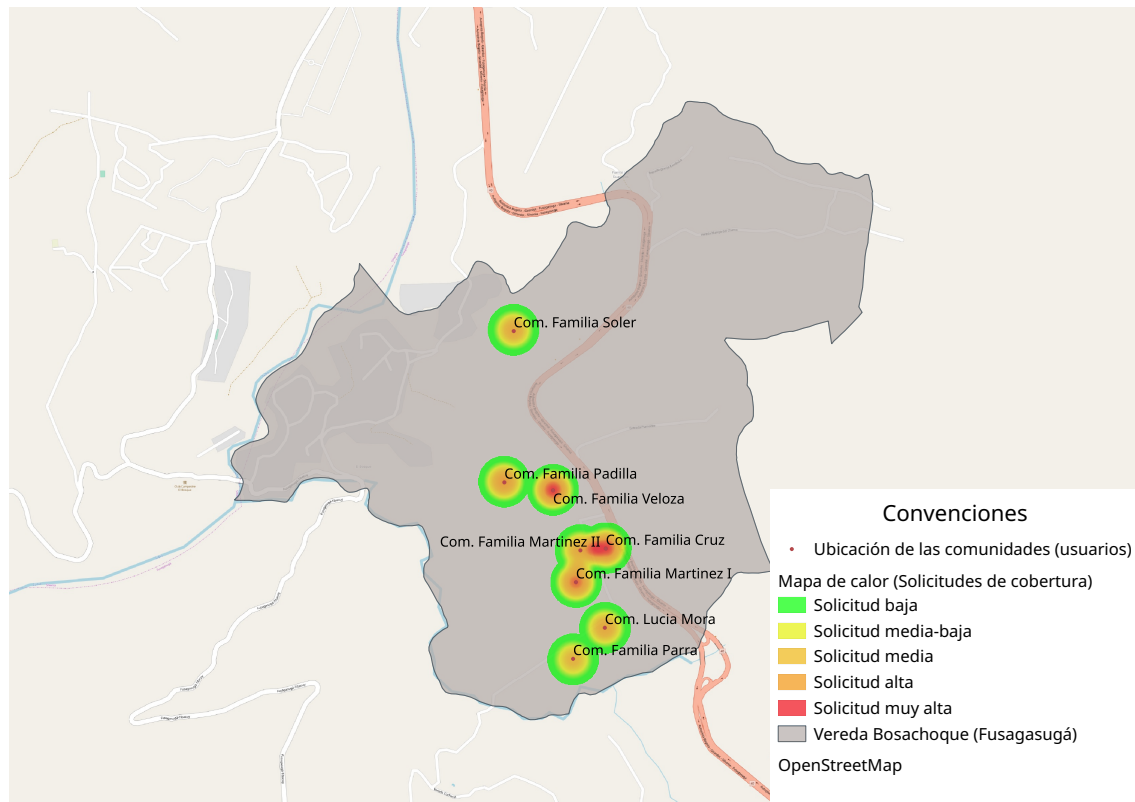 Com. Familia Soler
Com. Familia Padilla
Com. Familia Veloza
Com. Familia Martinez II
Com. Familia Cruz
Com. Familia Martinez I
Com. Lucia Mora
Com. Familia Parra
Convenciones
Ubicación de las comunidades (usuarios)
Mapa de calor (Solicitudes de cobertura)
Solicitud baja
Solicitud media-baja
Solicitud media
Solicitud alta
Solicitud muy alta
Vereda Bosachoque (Fusagasugá)
OpenStreetMap